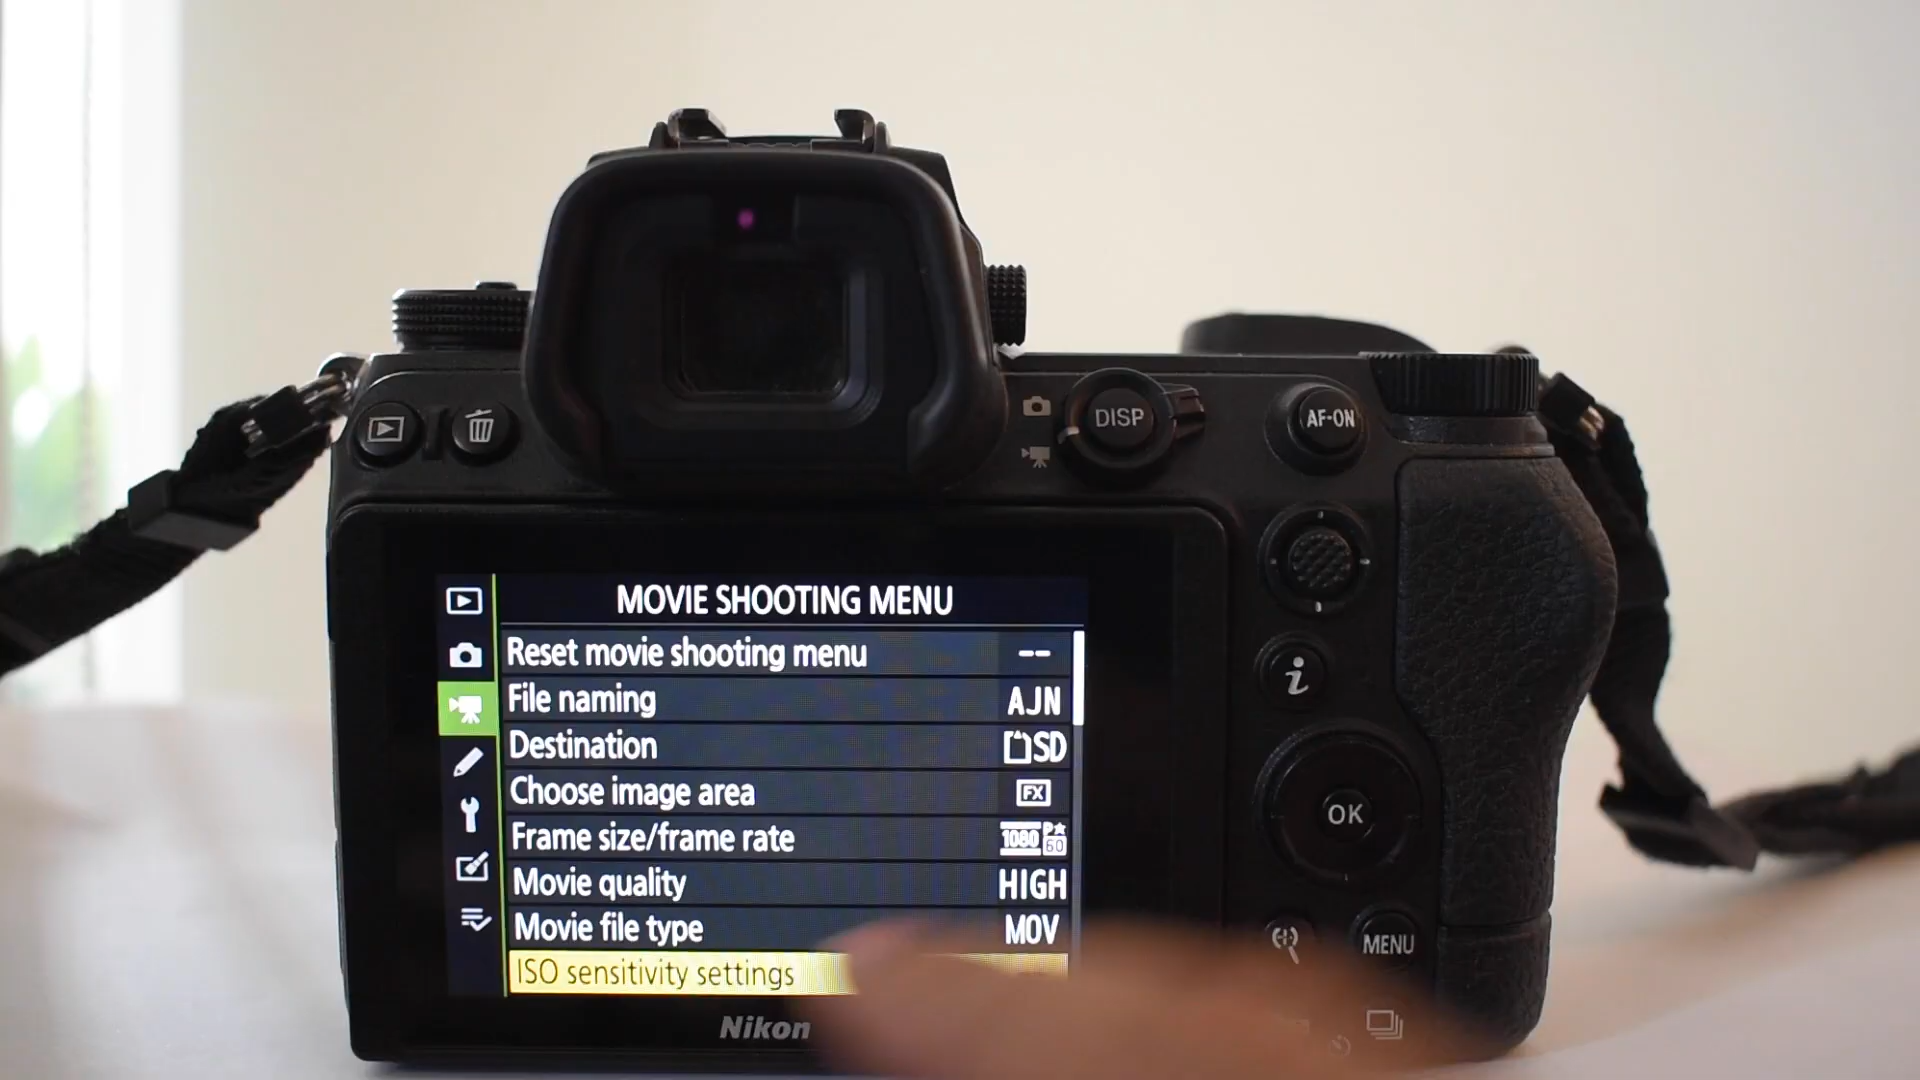 DISP
AF-ON
MOVIE SHOOTING MENU
Reset movie shooting menu --
File naming AJN
Destination SD
Choose image area FX
Frame size/frame rate 1080 P★ 60
Movie quality HIGH
Movie file type MOV
ISO sensitivity settings
i
OK
MENU
Nikon